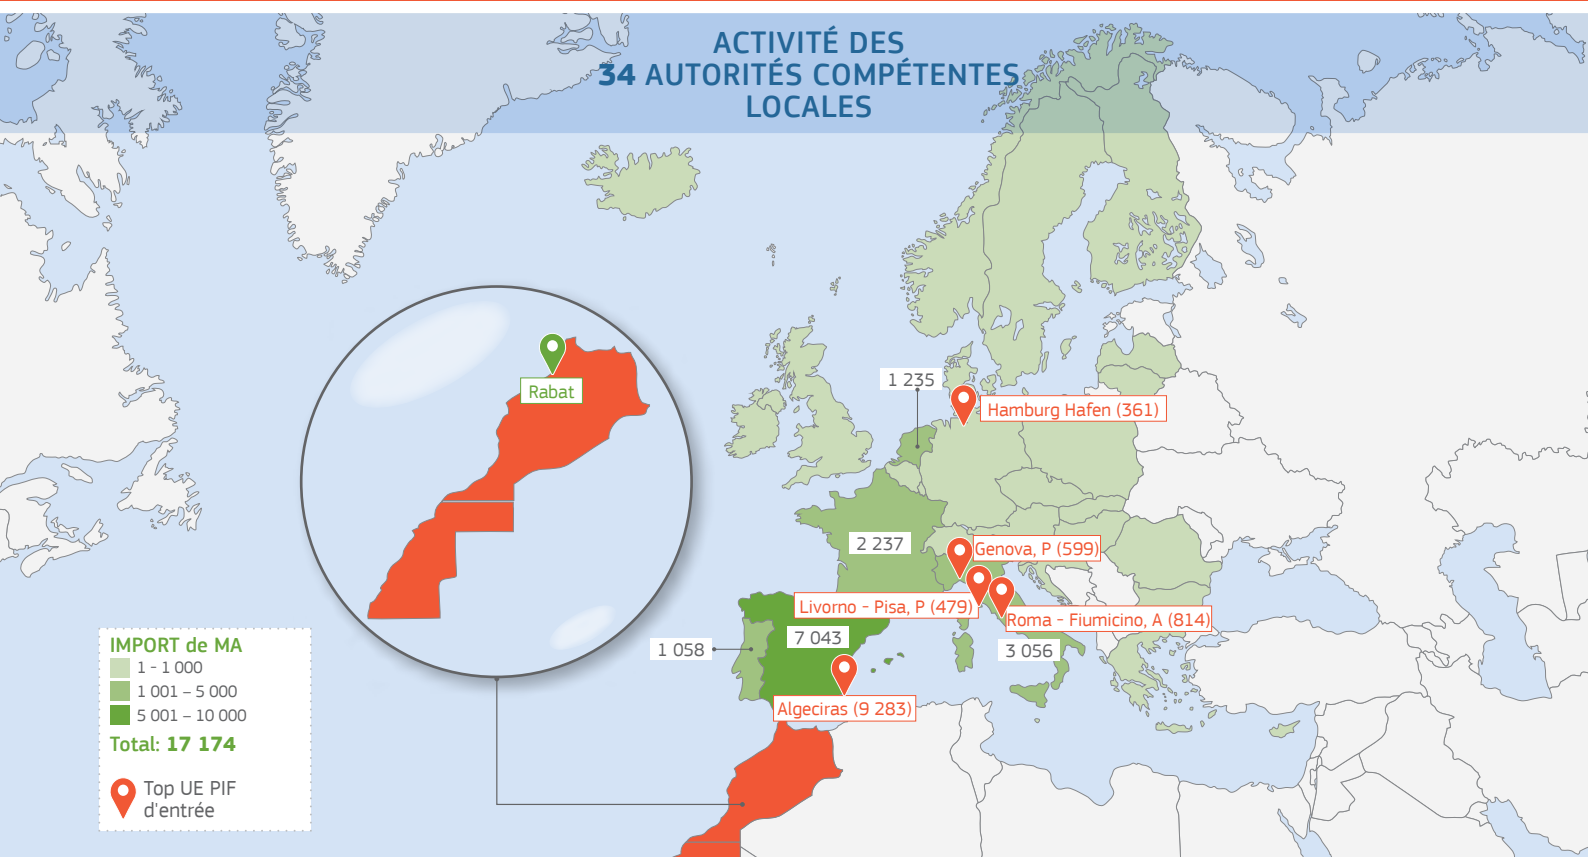 ACTIVITÉ DES
34 AUTORITÉS COMPÉTENTES
LOCALES
Rabat
1 235
Hamburg Hafen (361)
2 237
Genova, P (599)
Livorno - Pisa, P (479)
Roma - Fiumicino, A (814)
7 043
1 058
3 056
Algeciras (9 283)
IMPORT de MA
1 - 1 000
1 001 – 5 000
5 001 – 10 000
Total: 17 174
Top UE PIF
d'entrée